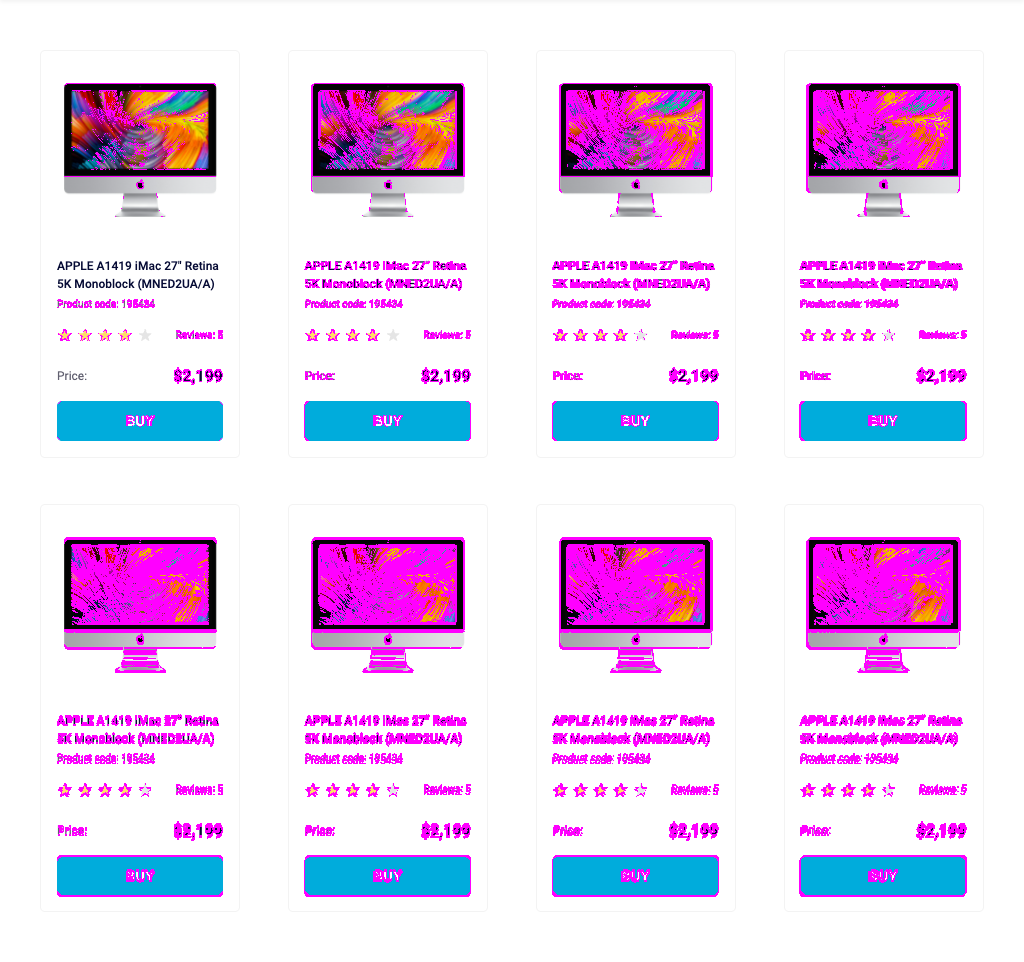 APPLE A1419 iMac 27" Retina
5K Monoblock (MNED2UA/A)
Product code: 195434
Reviews: 5
Price: $2,199
BUY
APPLE A1419 iMac 27" Retina
5K Monoblock (MNED2UA/A)
Product code: 195434
Reviews: 5
Price: $2,199
BUY
APPLE A1419 iMac 27" Retina
5K Monoblock (MNED2UA/A)
Product code: 195434
Reviews: 5
Price: $2,199
BUY
APPLE A1419 iMac 27" Retina
5K Monoblock (MNED2UA/A)
Product code: 195434
Reviews: 5
Price: $2,199
BUY
APPLE A1419 iMac 27" Retina
5K Monoblock (MNED2UA/A)
Product code: 195434
Reviews: 5
Price: $2,199
BUY
APPLE A1419 iMac 27" Retina
5K Monoblock (MNED2UA/A)
Product code: 195434
Reviews: 5
Price: $2,199
BUY
APPLE A1419 iMac 27" Retina
5K Monoblock (MNED2UA/A)
Product code: 195434
Reviews: 5
Price: $2,199
BUY
APPLE A1419 iMac 27" Retina
5K Monoblock (MNED2UA/A)
Product code: 195434
Reviews: 5
Price: $2,199
BUY